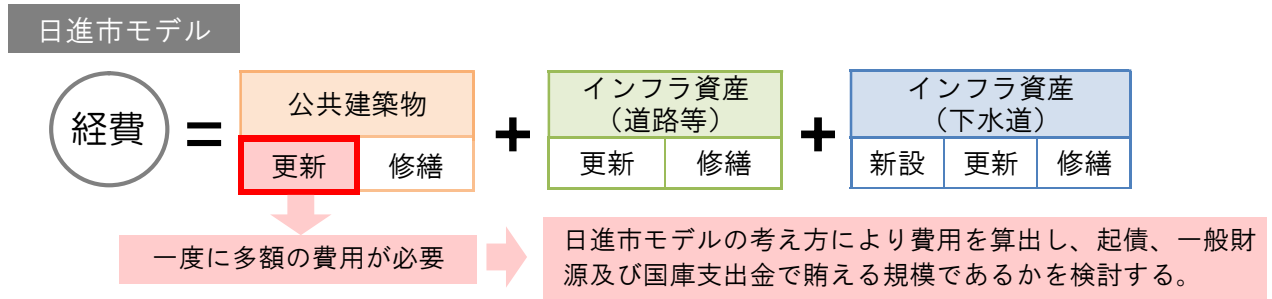 日進市モデル
経費
=
公共建築物
更新
修繕
+
インフラ資産
（道路等）
更新
修繕
+
インフラ資産
（下水道）
新設
更新
修繕
一度に多額の費用が必要
日進市モデルの考え方により費用を算出し、起債、一般財
源及び国庫支出金で賄える規模であるかを検討する。